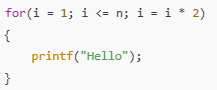 for(i = 1; i <= n; i = i * 2)
{
    printf("Hello");
}